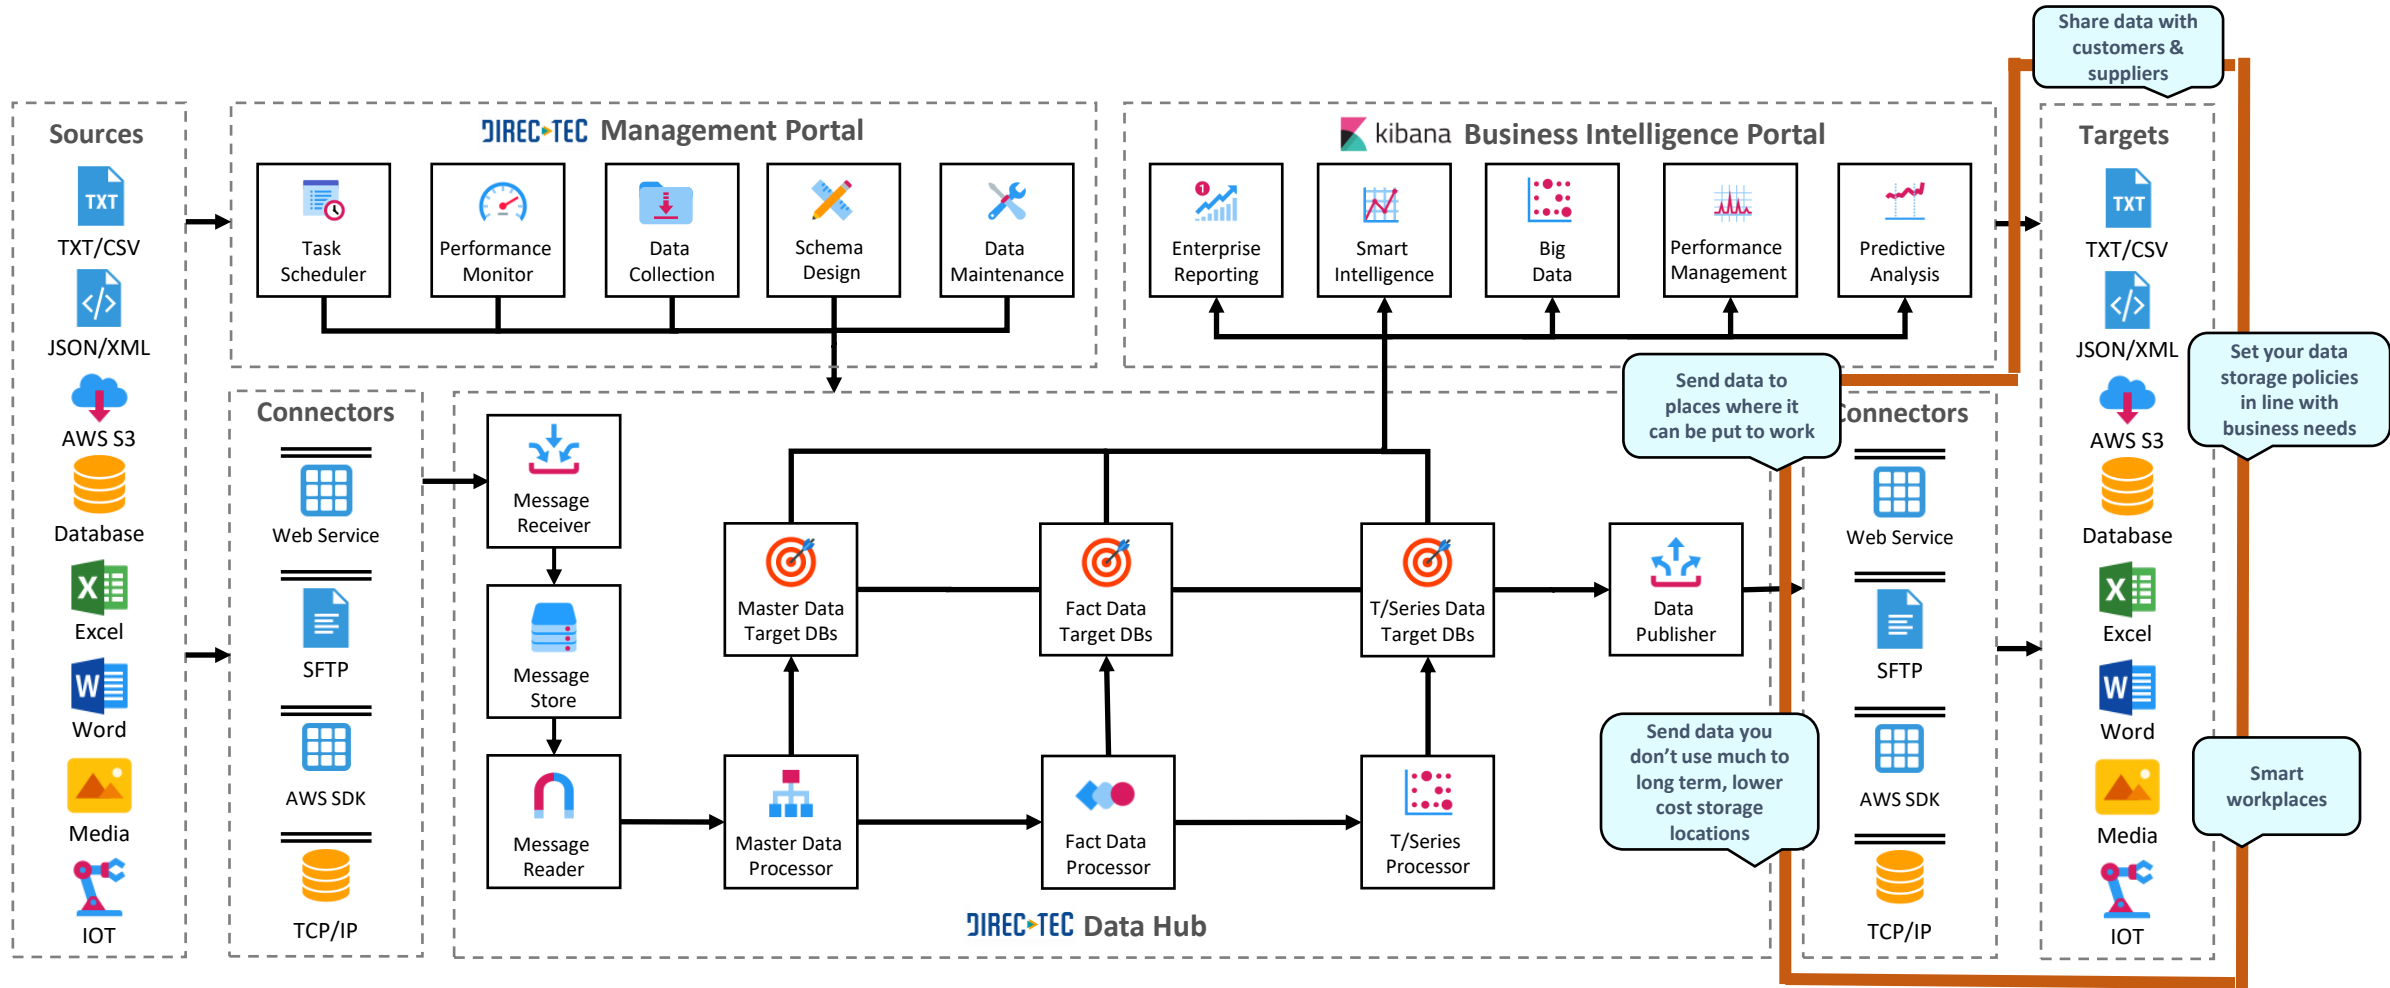 Share data with
customers &
suppliers
Sources
TXT
TXT/CSV
</>
JSON/XML
AWS S3
Database
X
Excel
W
Word
Media
IOT
DIREC TEC Management Portal
Task
Scheduler
Performance
Monitor
Data
Collection
Schema
Design
Data
Maintenance
kibana Business Intelligence Portal
1
Enterprise
Reporting
Smart
Intelligence
Big
Data
Performance
Management
Predictive
Analysis
Connectors
Web Service
SFTP
AWS SDK
TCP/IP
Message
Receiver
Message
Store
Message
Reader
Master Data
Target DBs
Fact Data
Target DBs
T/Series Data
Target DBs
Data
Publisher
Master Data
Processor
Fact Data
Processor
T/Series
Processor
DIREC TEC Data Hub
Send data to
places where it
can be put to work
Send data you
don't use much to
long term, lower
cost storage
locations
onnectors
Web Service
SFTP
AWS SDK
TCP/IP
Targets
TXT
TXT/CSV
</>
JSON/XML
AWS S3
Database
X
Excel
W
Word
Media
IOT
Set your data
storage policies
in line with
business needs
Smart
workplaces